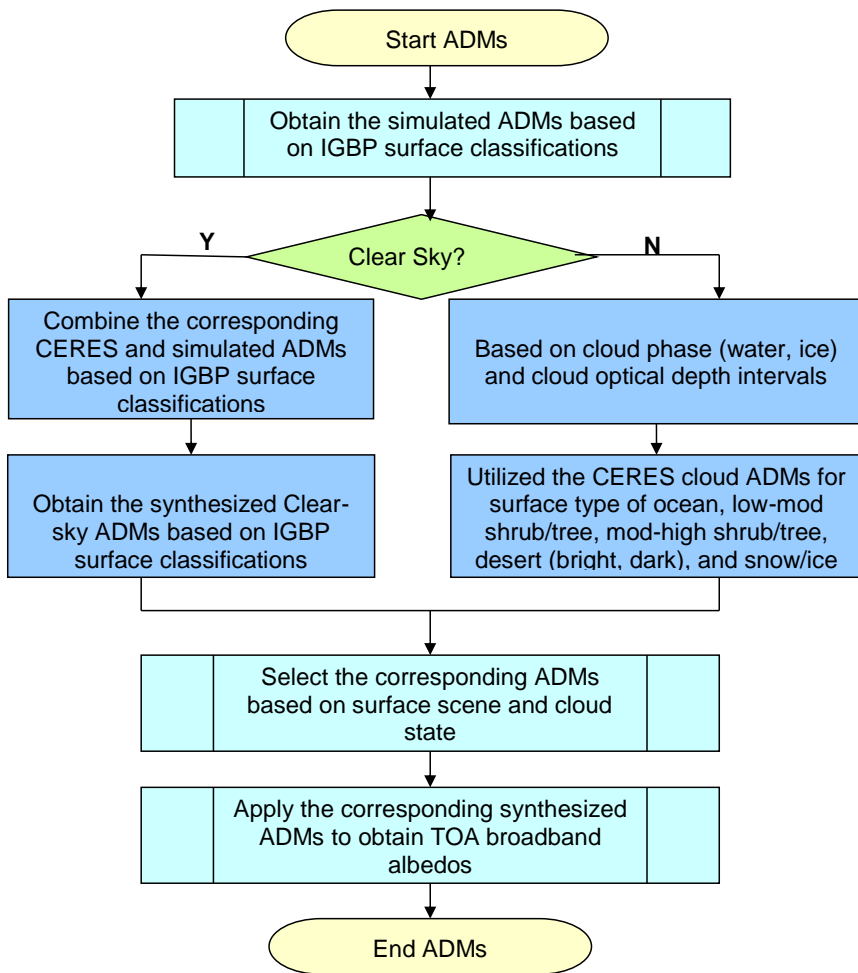 Start ADMs
Obtain the simulated ADMs based
on IGBP surface classifications
Clear Sky?
Y
N
Combine the corresponding
CERES and simulated ADMs
based on IGBP surface
classifications
Based on cloud phase (water, ice)
and cloud optical depth intervals
Obtain the synthesized Clear-
sky ADMs based on IGBP
surface classifications
Utilized the CERES cloud ADMs for
surface type of ocean, low-mod
shrub/tree, mod-high shrub/tree,
desert (bright, dark), and snow/ice
Select the corresponding ADMs
based on surface scene and cloud
state
Apply the corresponding synthesized
ADMs to obtain TOA broadband
albedos
End ADMs